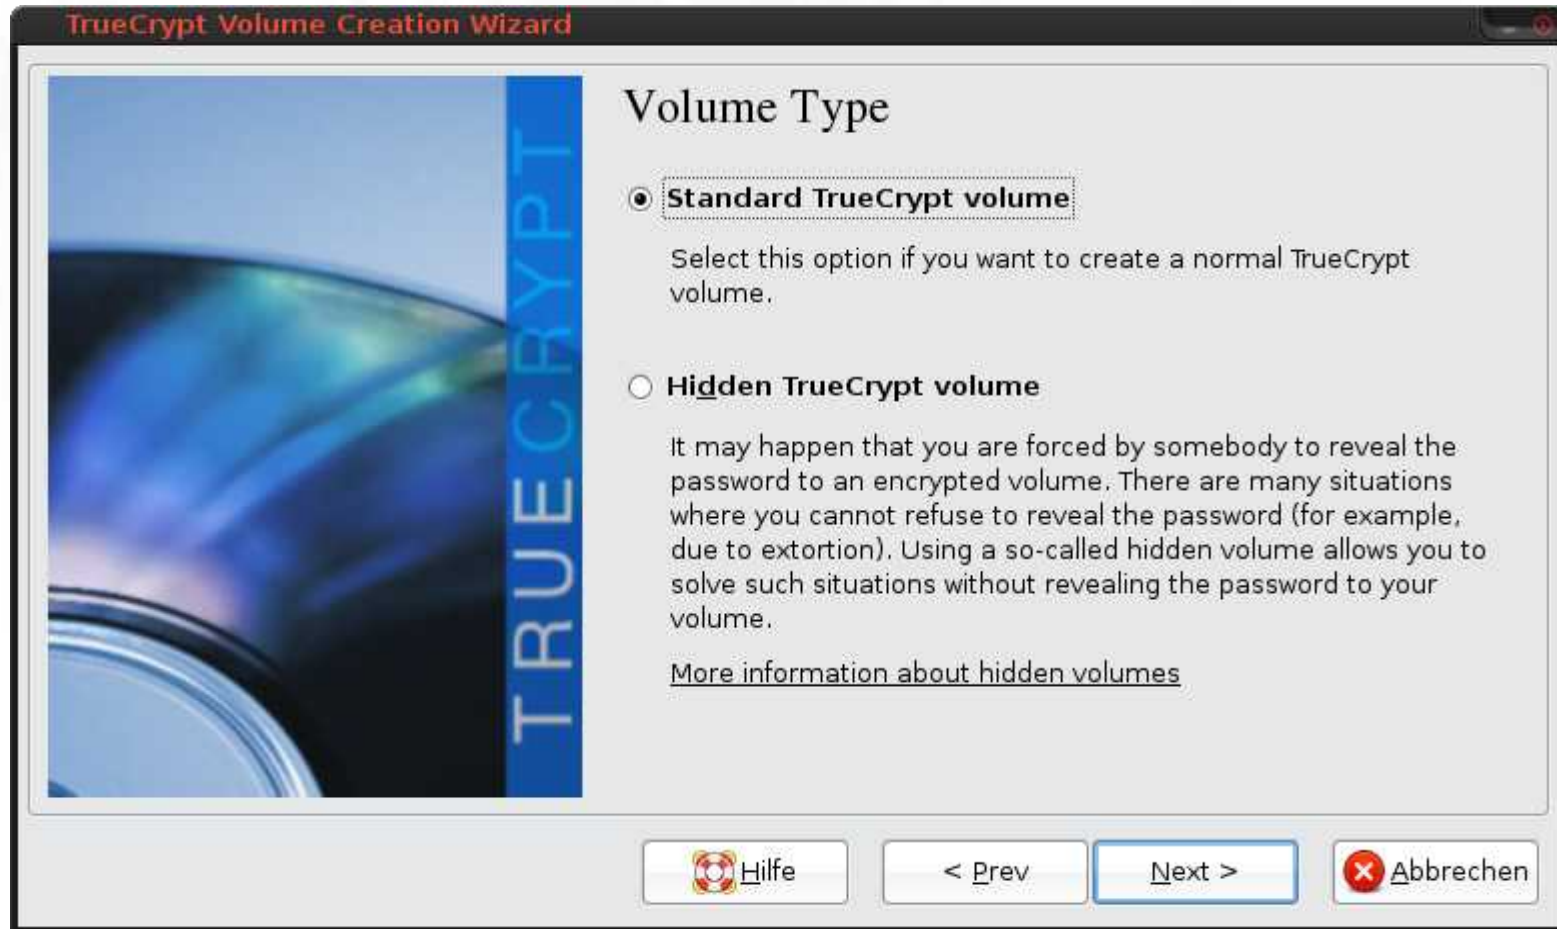 TrueCrypt Volume Creation Wizard
TRUECRYPT
Volume Type
Standard TrueCrypt volume
Select this option if you want to create a normal TrueCrypt
volume.
Hidden TrueCrypt volume
It may happen that you are forced by somebody to reveal the
password to an encrypted volume. There are many situations
where you cannot refuse to reveal the password (for example,
due to extortion). Using a so-called hidden volume allows you to
solve such situations without revealing the password to your
volume.
More information about hidden volumes
Hilfe
< Prev
Next >
Abbrechen